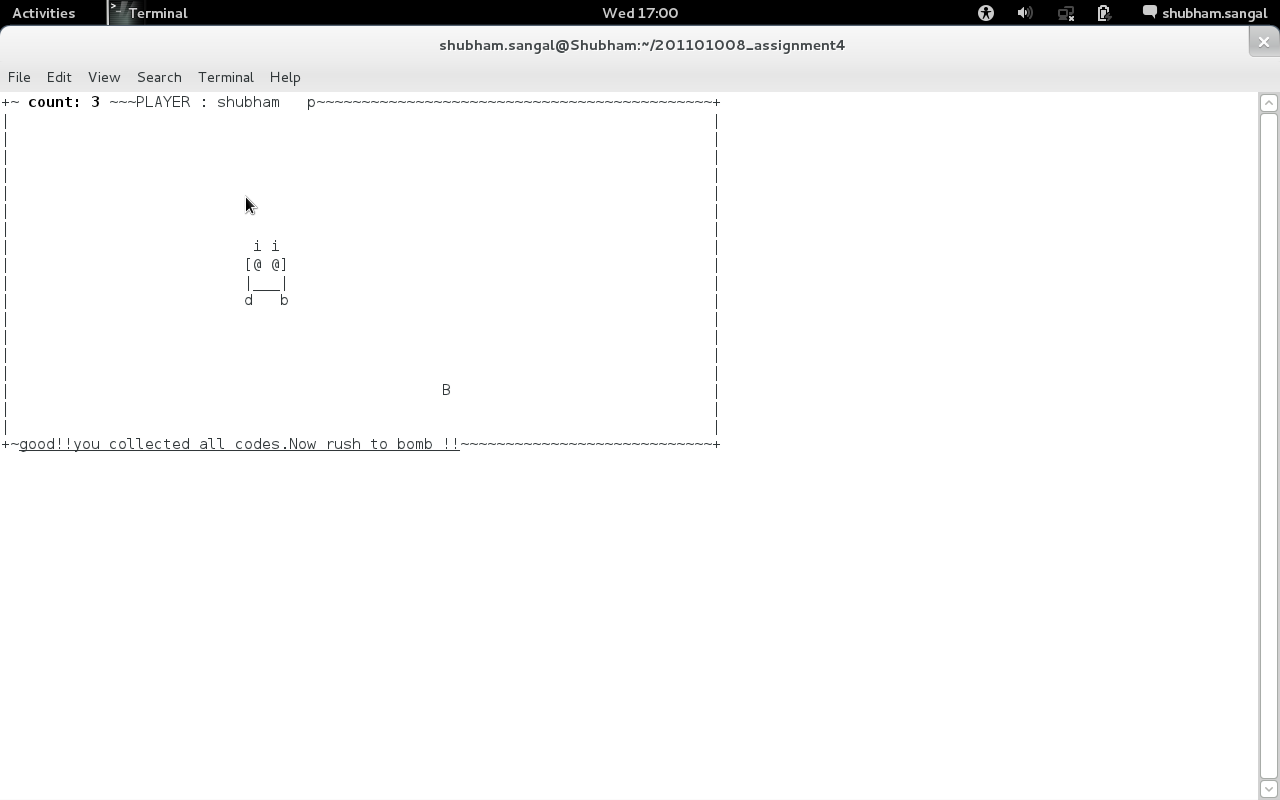 Activities Terminal Wed 17:00 shubham.sangal
shubham.sangal@Shubham:~/201101008_assignment4
File Edit View Search Terminal Help
+~ count: 3 ~~~PLAYER : shubham   p~~~~~~~~~~~~~~~~~~~~~~~~~~~~~~~~~~~~~~~~~~~~+
i i
[@ @]
|___|
d   b
B
+~good!!you collected all codes.Now rush to bomb !!~~~~~~~~~~~~~~~~~~~~~~~~~~~~+